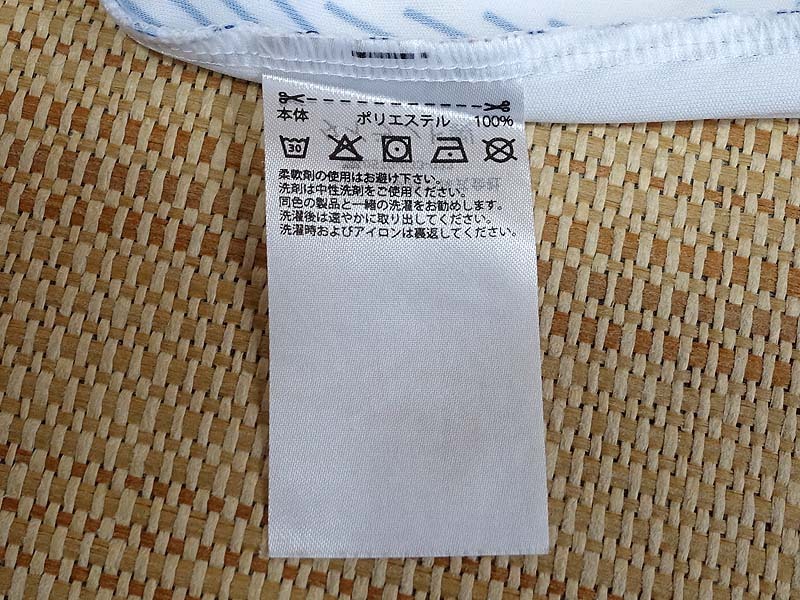 本体 ポリエステル 100%
30
柔軟剤の使用はお避け下さい。
洗剤は中性洗剤をご使用ください。
同色の製品と一緒の洗濯をお勧めします。
洗濯後は速やかに取り出してください。
洗濯時およびアイロンは裏返してください。